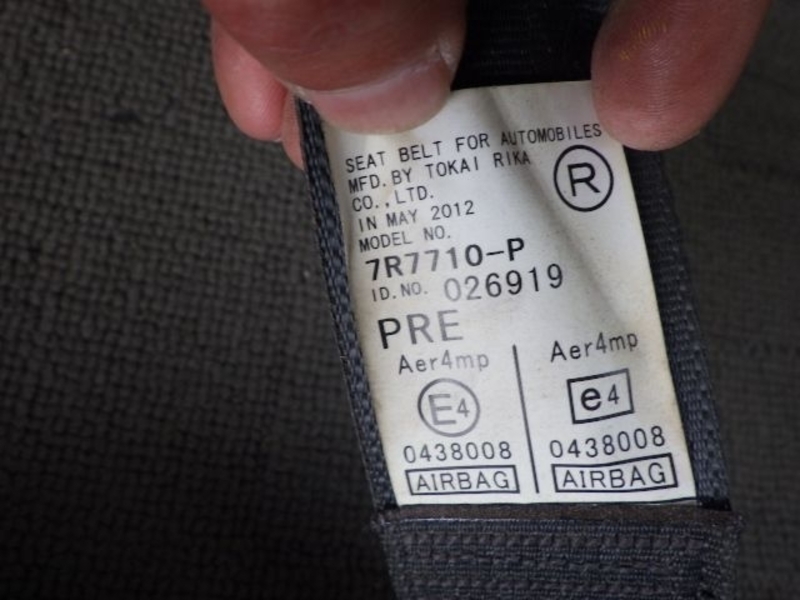 SEAT BELT FOR AUTOMOBILES
MFD. BY TOKAI RIKA
CO.,LTD.
R
IN MAY 2012
MODEL NO.
7R7710-P
ID.NO. 026919
PRE
Aer4mp
E4
0438008
AIRBAG
Aer4mp
e4
0438008
AIRBAG